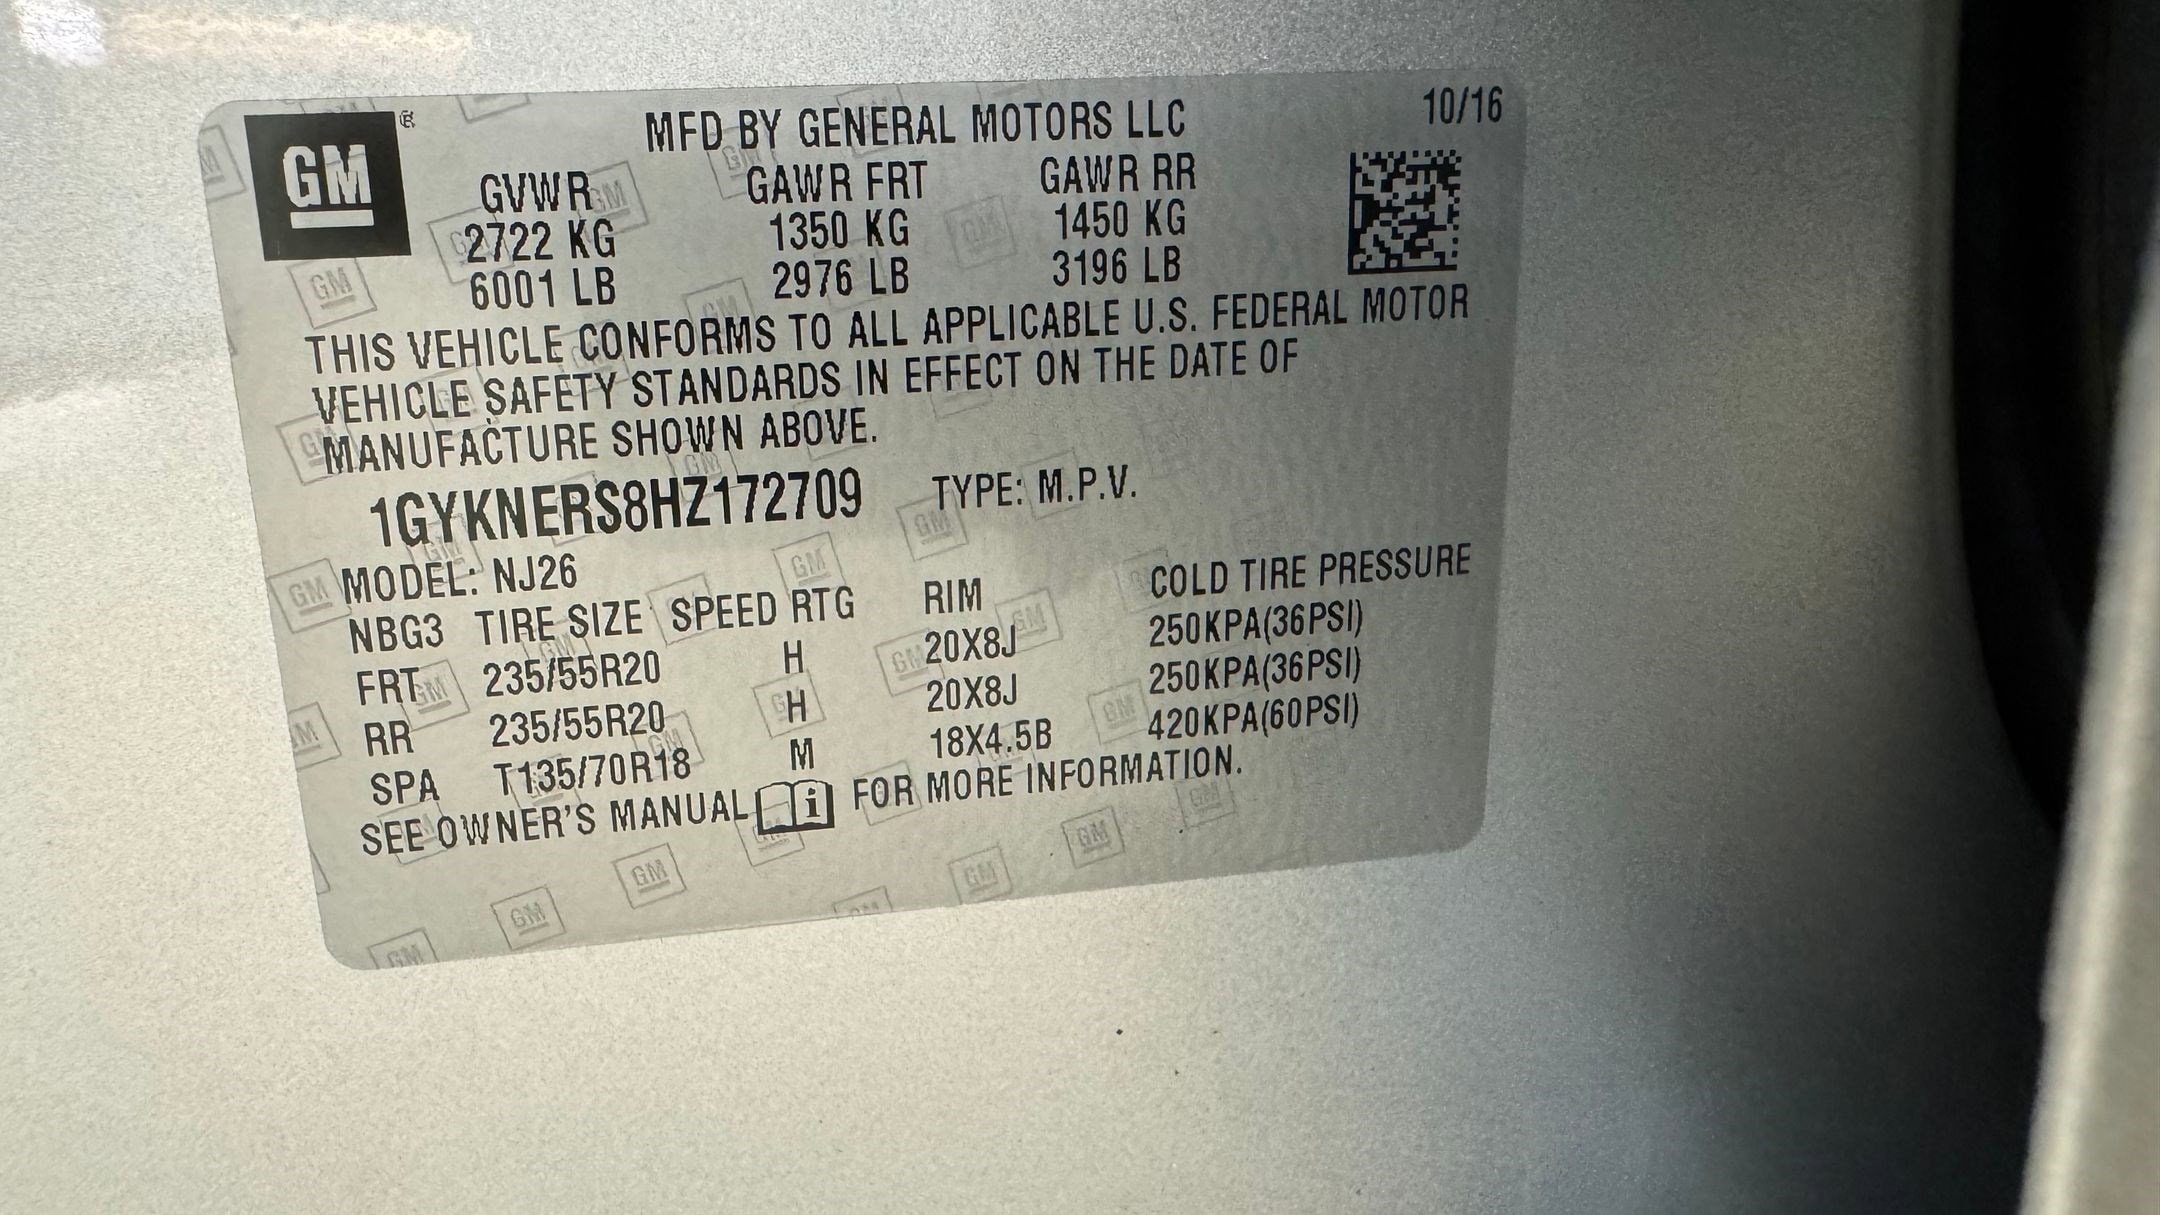 GM ®
MFD BY GENERAL MOTORS LLC 10/16
GVWR GAWR FRT GAWR RR
2722 KG 1350 KG 1450 KG
6001 LB 2976 LB 3196 LB
THIS VEHICLE CONFORMS TO ALL APPLICABLE U.S. FEDERAL MOTOR
VEHICLE SAFETY STANDARDS IN EFFECT ON THE DATE OF
MANUFACTURE SHOWN ABOVE.
1GYKNERS8HZ172709 TYPE: M.P.V.
MODEL: NJ26
NBG3 TIRE SIZE SPEED RTG RIM COLD TIRE PRESSURE
FRT 235/55R20 H 20X8J 250KPA(36PSI)
RR 235/55R20 H 20X8J 250KPA(36PSI)
SPA T135/70R18 M 18X4.5B 420KPA(60PSI)
SEE OWNER'S MANUAL i FOR MORE INFORMATION.